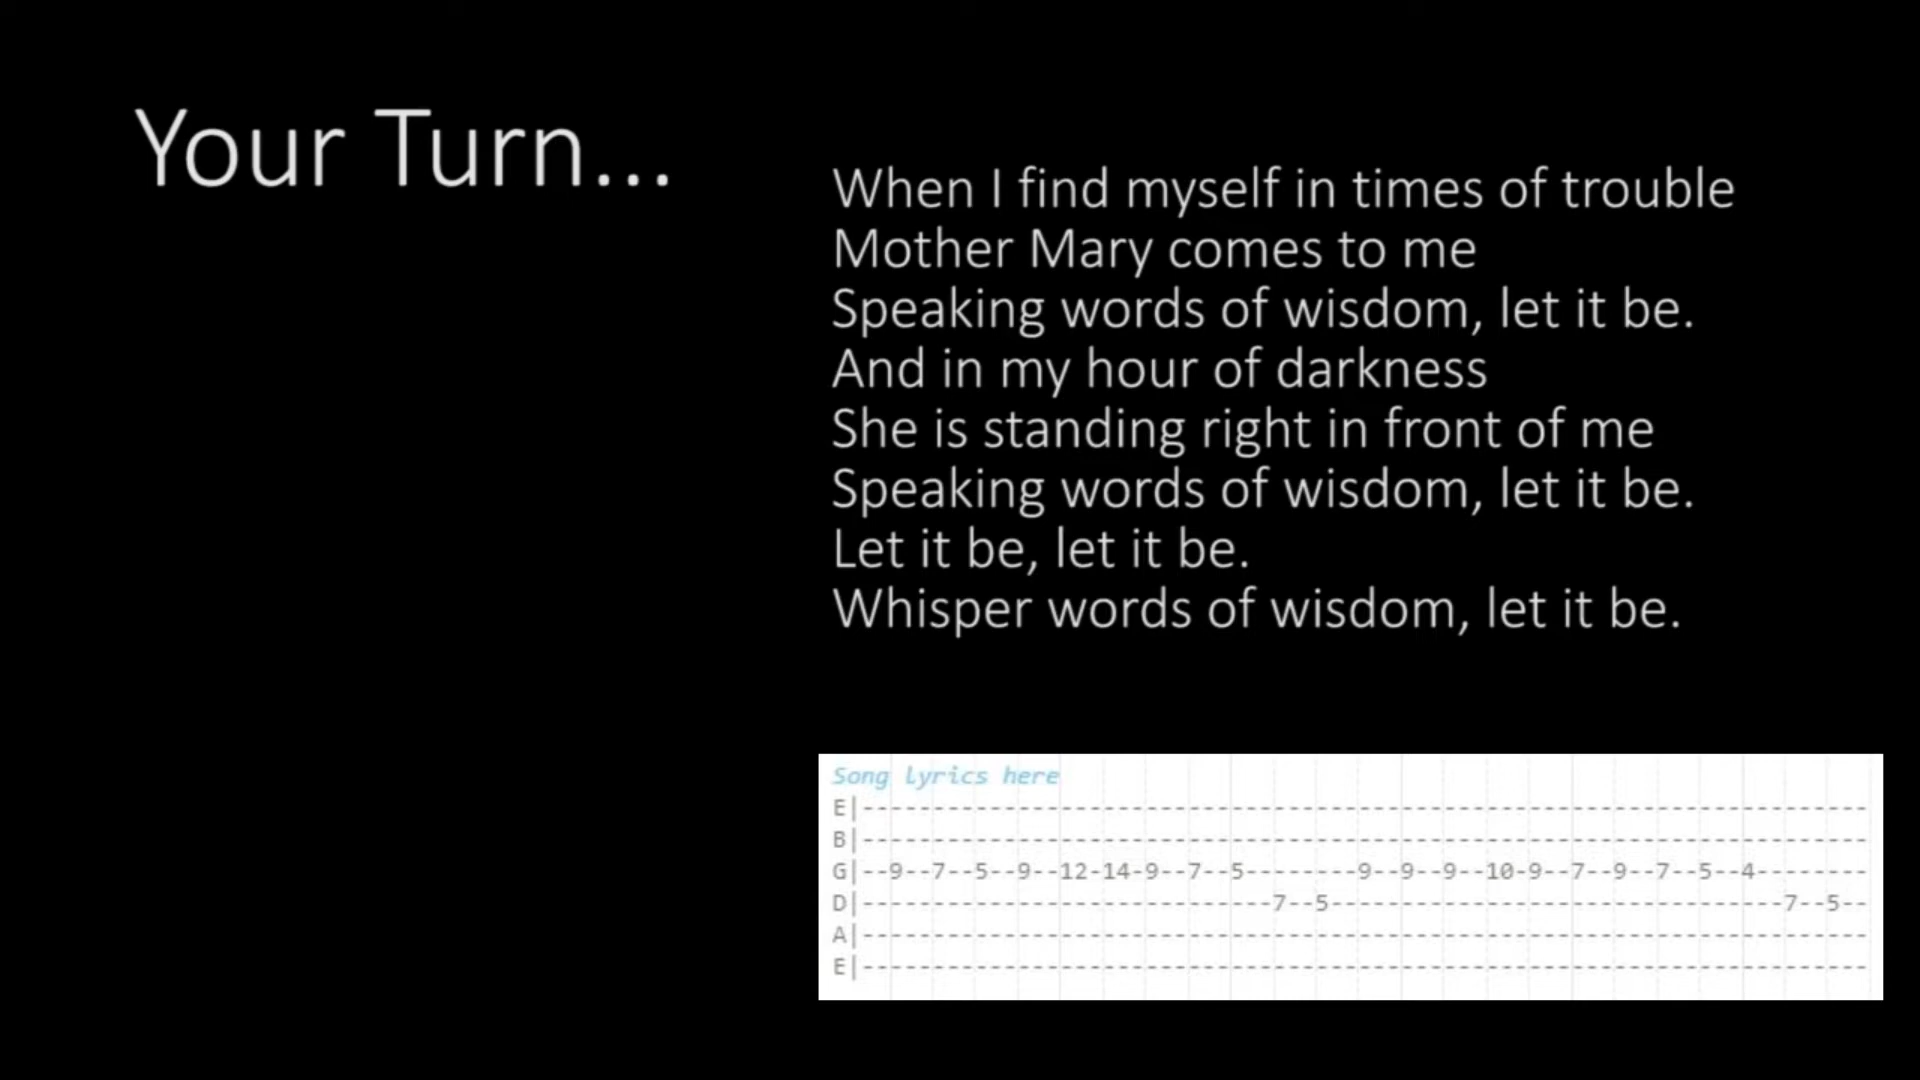 Your Turn...
When I find myself in times of trouble
Mother Mary comes to me
Speaking words of wisdom, let it be.
And in my hour of darkness
She is standing right in front of me
Speaking words of wisdom, let it be.
Let it be, let it be.
Whisper words of wisdom, let it be.
Song Lyrics here
E|-----------------------------------------------------------------------
B|-----------------------------------------------------------------------
G|--9--7--5--9--12-14-9--7--5--------9--9--9--10-9--7--9--7--5--4--------
D|-----------------------------7--5--------------------------------7--5--
A|-----------------------------------------------------------------------
E|-----------------------------------------------------------------------